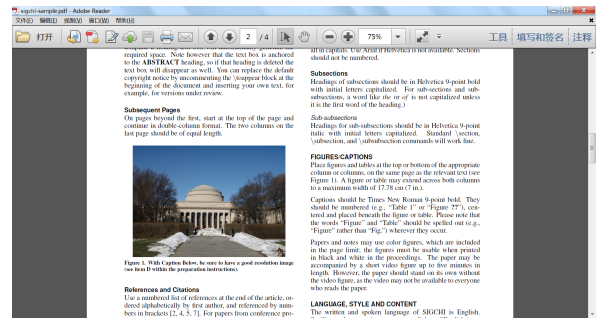 sigchi-sample.pdf - Adobe Reader
文件(F) 编辑(E) 视图(V) 窗口(W) 帮助(H)
打开 2 / 4 75% 工具 填写和签名 注释
required space. Note however that the text box is anchored
to the ABSTRACT heading, so if that heading is deleted the
text box will disappear as well. You can replace the default
copyright notice by uncommenting the \toappear block at the
beginning of the document and inserting your own text, for
example, for versions under review.
Subsequent Pages
On pages beyond the first, start at the top of the page and
continue in double-column format. The two columns on the
last page should be of equal length.
Figure 1. With Caption Below, be sure to have a good resolution image
(see item D within the preparation instructions).
References and Citations
Use a numbered list of references at the end of the article, or-
dered alphabetically by first author, and referenced by num-
bers in brackets [2, 4, 5, 7]. For papers from conference pro-
all in capitals. Use Arial if Helvetica is not available. Sections
should not be numbered.
Subsections
Headings of subsections should be in Helvetica 9-point bold
with initial letters capitalized. For sub-sections and sub-
subsections, a word like the or of is not capitalized unless
it is the first word of the heading.)
Sub-subsections
Headings for sub-subsections should be in Helvetica 9-point
italic with initial letters capitalized. Standard \section,
\subsection, and \subsubsection commands will work fine.
FIGURES/CAPTIONS
Place figures and tables at the top or bottom of the appropriate
column or columns, on the same page as the relevant text (see
Figure 1). A figure or table may extend across both columns
to a maximum width of 17.78 cm (7 in.).
Captions should be Times New Roman 9-point bold. They
should be numbered (e.g., “Table 1” or “Figure ??”), cen-
tered and placed beneath the figure or table. Please note that
the words “Figure” and “Table” should be spelled out (e.g.,
“Figure” rather than “Fig.”) wherever they occur.
Papers and notes may use color figures, which are included
in the page limit; the figures must be usable when printed
in black and white in the proceedings. The paper may be
accompanied by a short video figure up to five minutes in
length. However, the paper should stand on its own without
the video figure, as the video may not be available to everyone
who reads the paper.
LANGUAGE, STYLE AND CONTENT
The written and spoken language of SIGCHI is English.